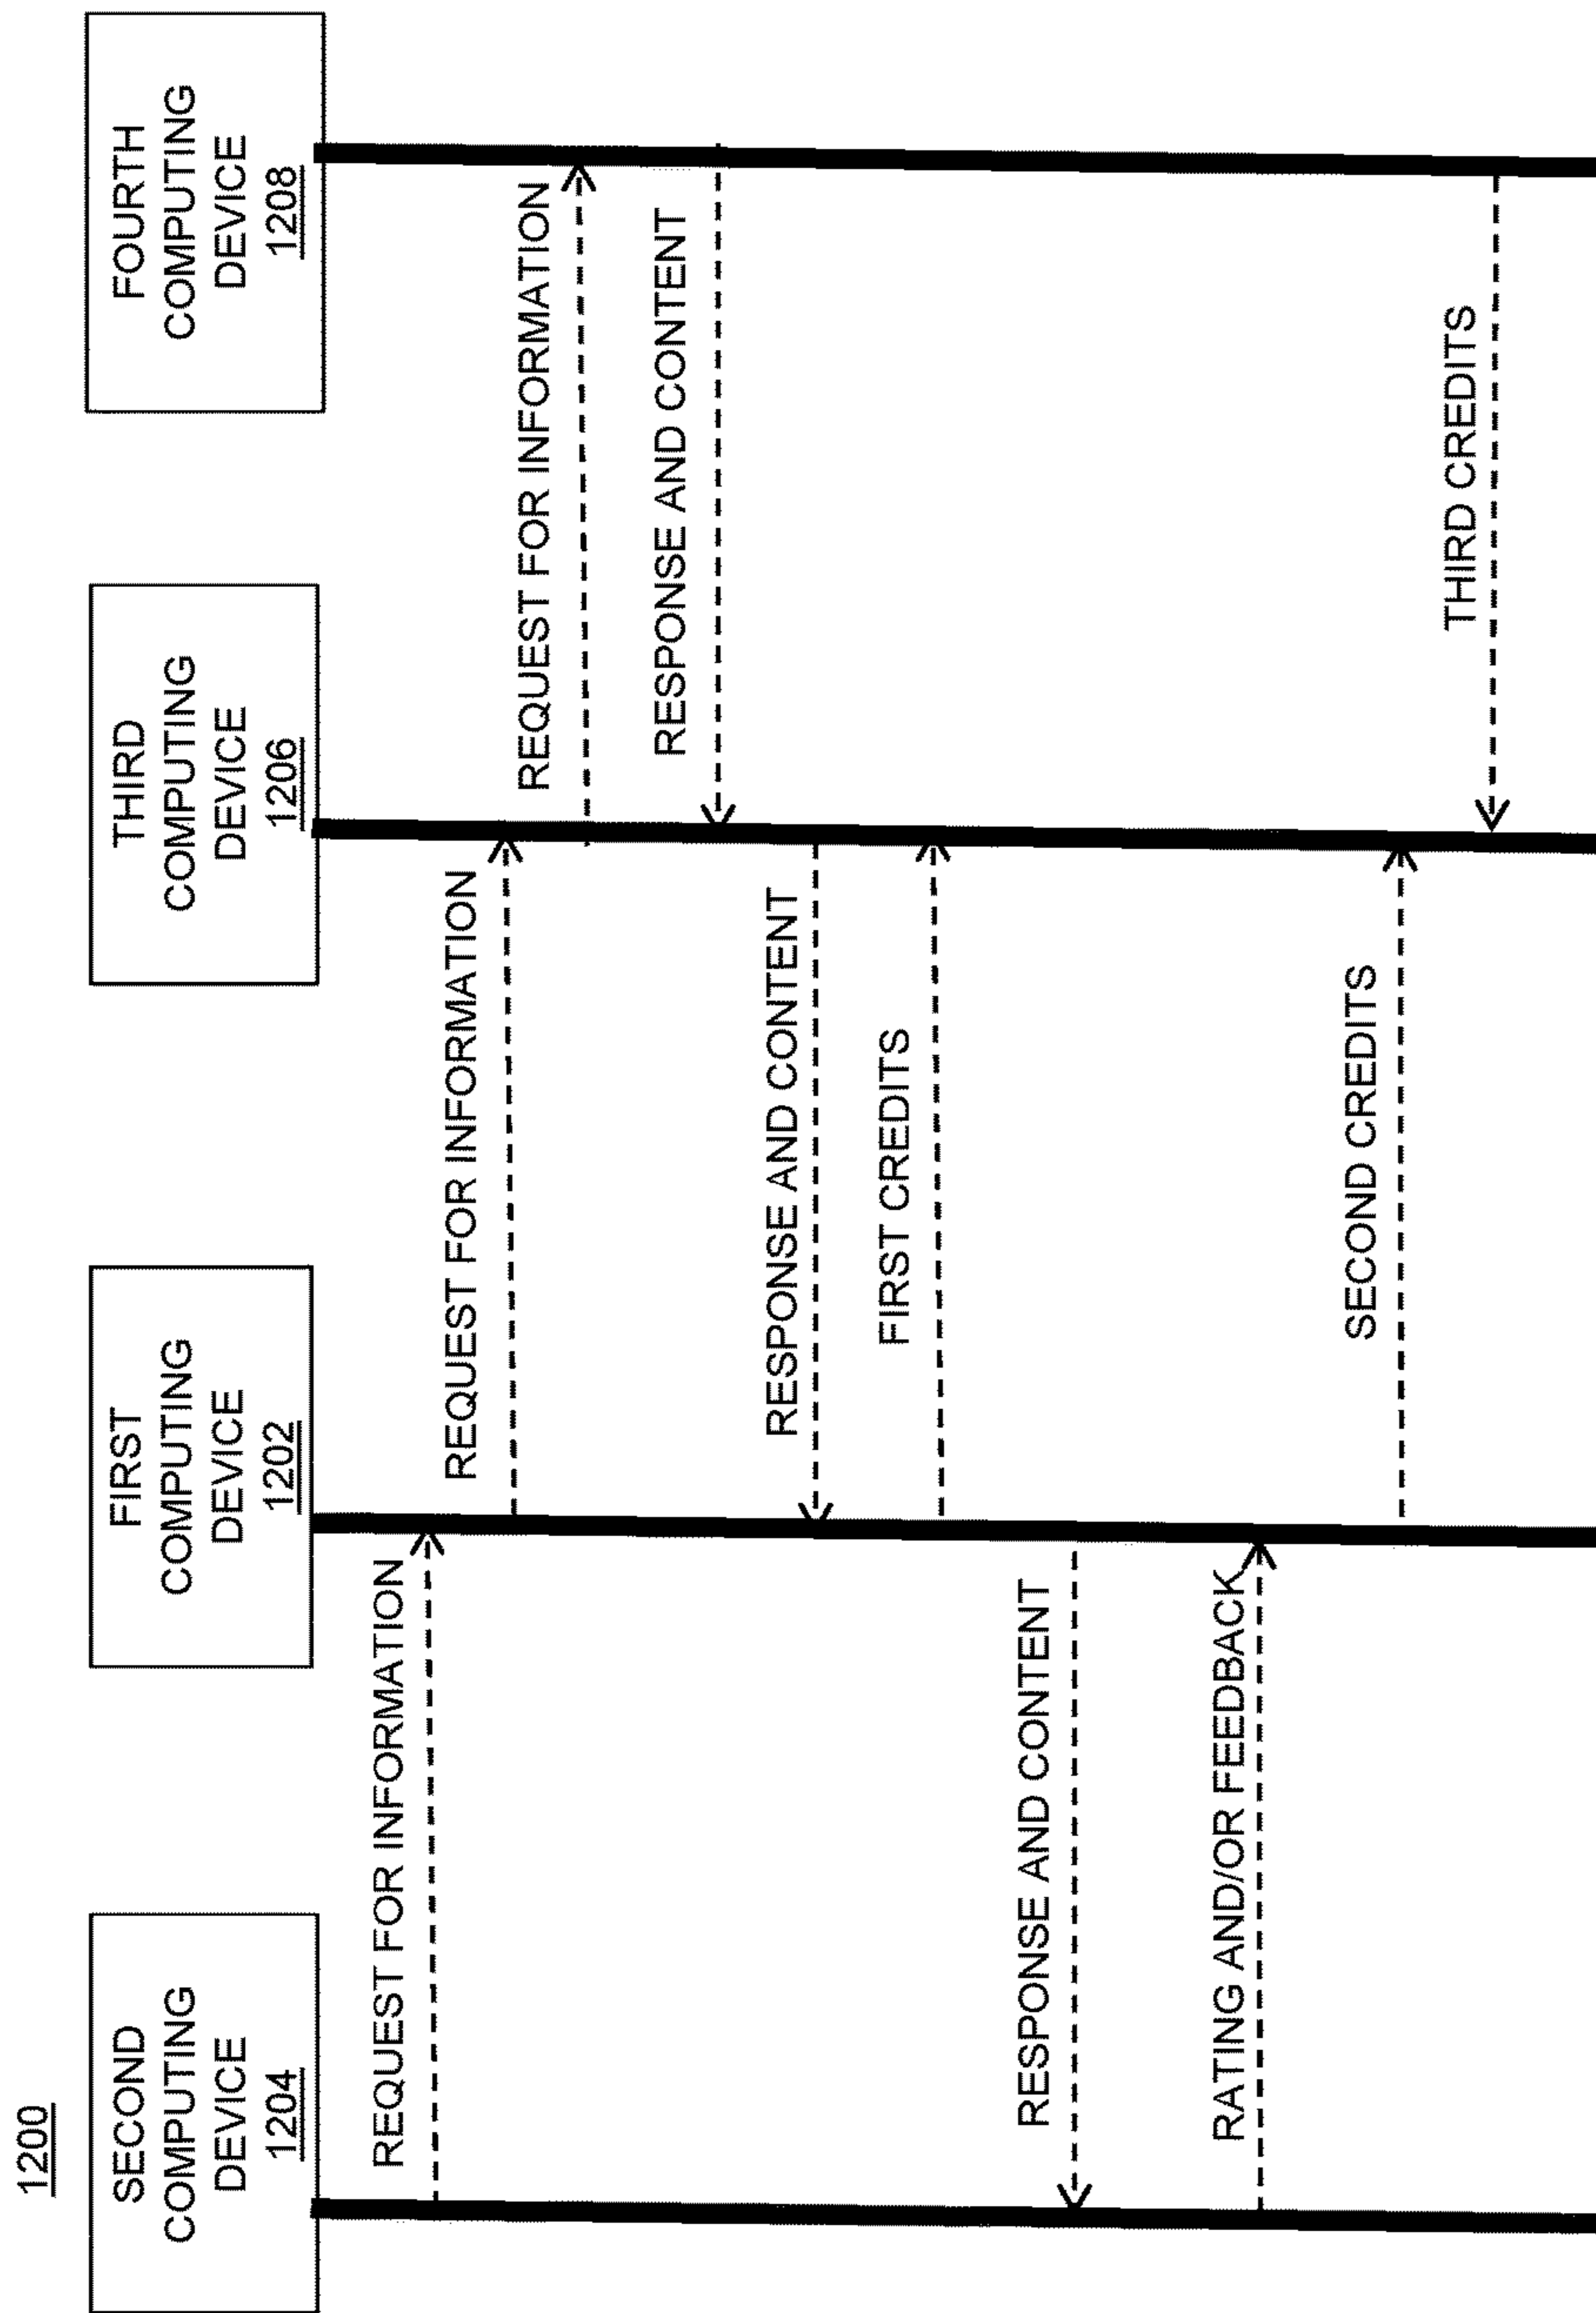 1200
SECOND
COMPUTING
DEVICE
1204
FIRST
COMPUTING
DEVICE
1202
THIRD
COMPUTING
DEVICE
1206
FOURTH
COMPUTING
DEVICE
1208
REQUEST FOR INFORMATION
REQUEST FOR INFORMATION
REQUEST FOR INFORMATION
RESPONSE AND CONTENT
RESPONSE AND CONTENT
FIRST CREDITS
RESPONSE AND CONTENT
RATING AND/OR FEEDBACK
SECOND CREDITS
THIRD CREDITS